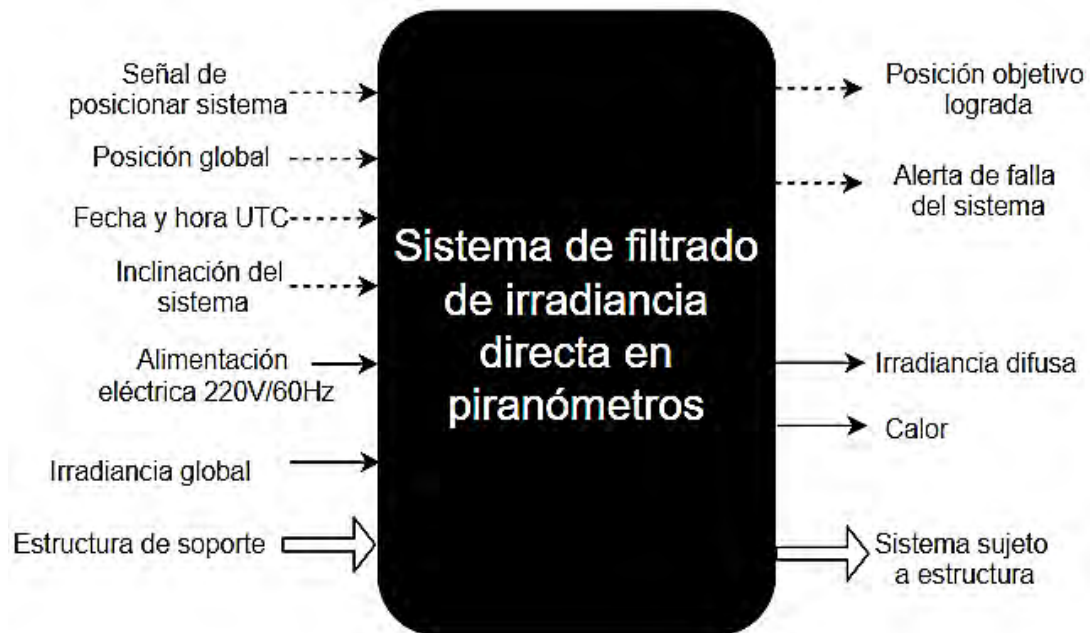 Señal de
posicionar sistema
Posición global
Fecha y hora UTC
Inclinación del
sistema
Alimentación
eléctrica 220V/60Hz
Irradiancia global
Estructura de soporte
Sistema de filtrado
de irradiancia
directa en
piranómetros
Posición objetivo
lograda
Alerta de falla
del sistema
Irradiancia difusa
Calor
Sistema sujeto
a estructura